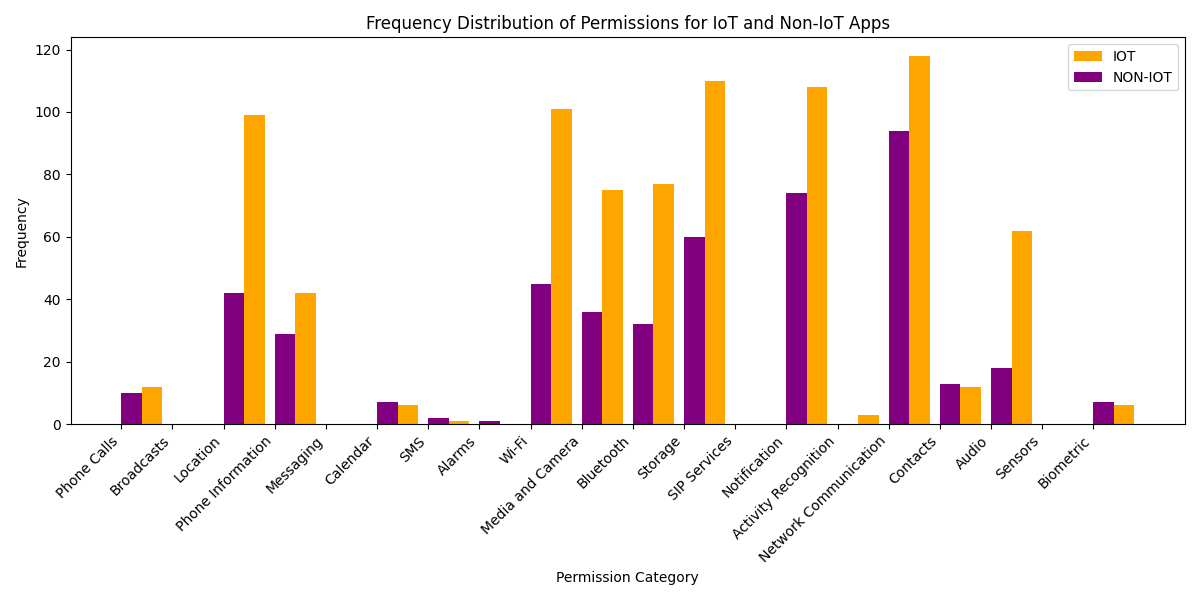 Frequency Distribution of Permissions for IoT and Non-IoT Apps
IOT
NON-IOT
Frequency
120
100
80
60
40
20
0
Phone Calls
Broadcasts
Location
Phone Information
Messaging
Calendar
SMS
Alarms
Wi-Fi
Media and Camera
Bluetooth
Storage
SIP Services
Notification
Activity Recognition
Network Communication
Contacts
Audio
Sensors
Biometric
Permission Category